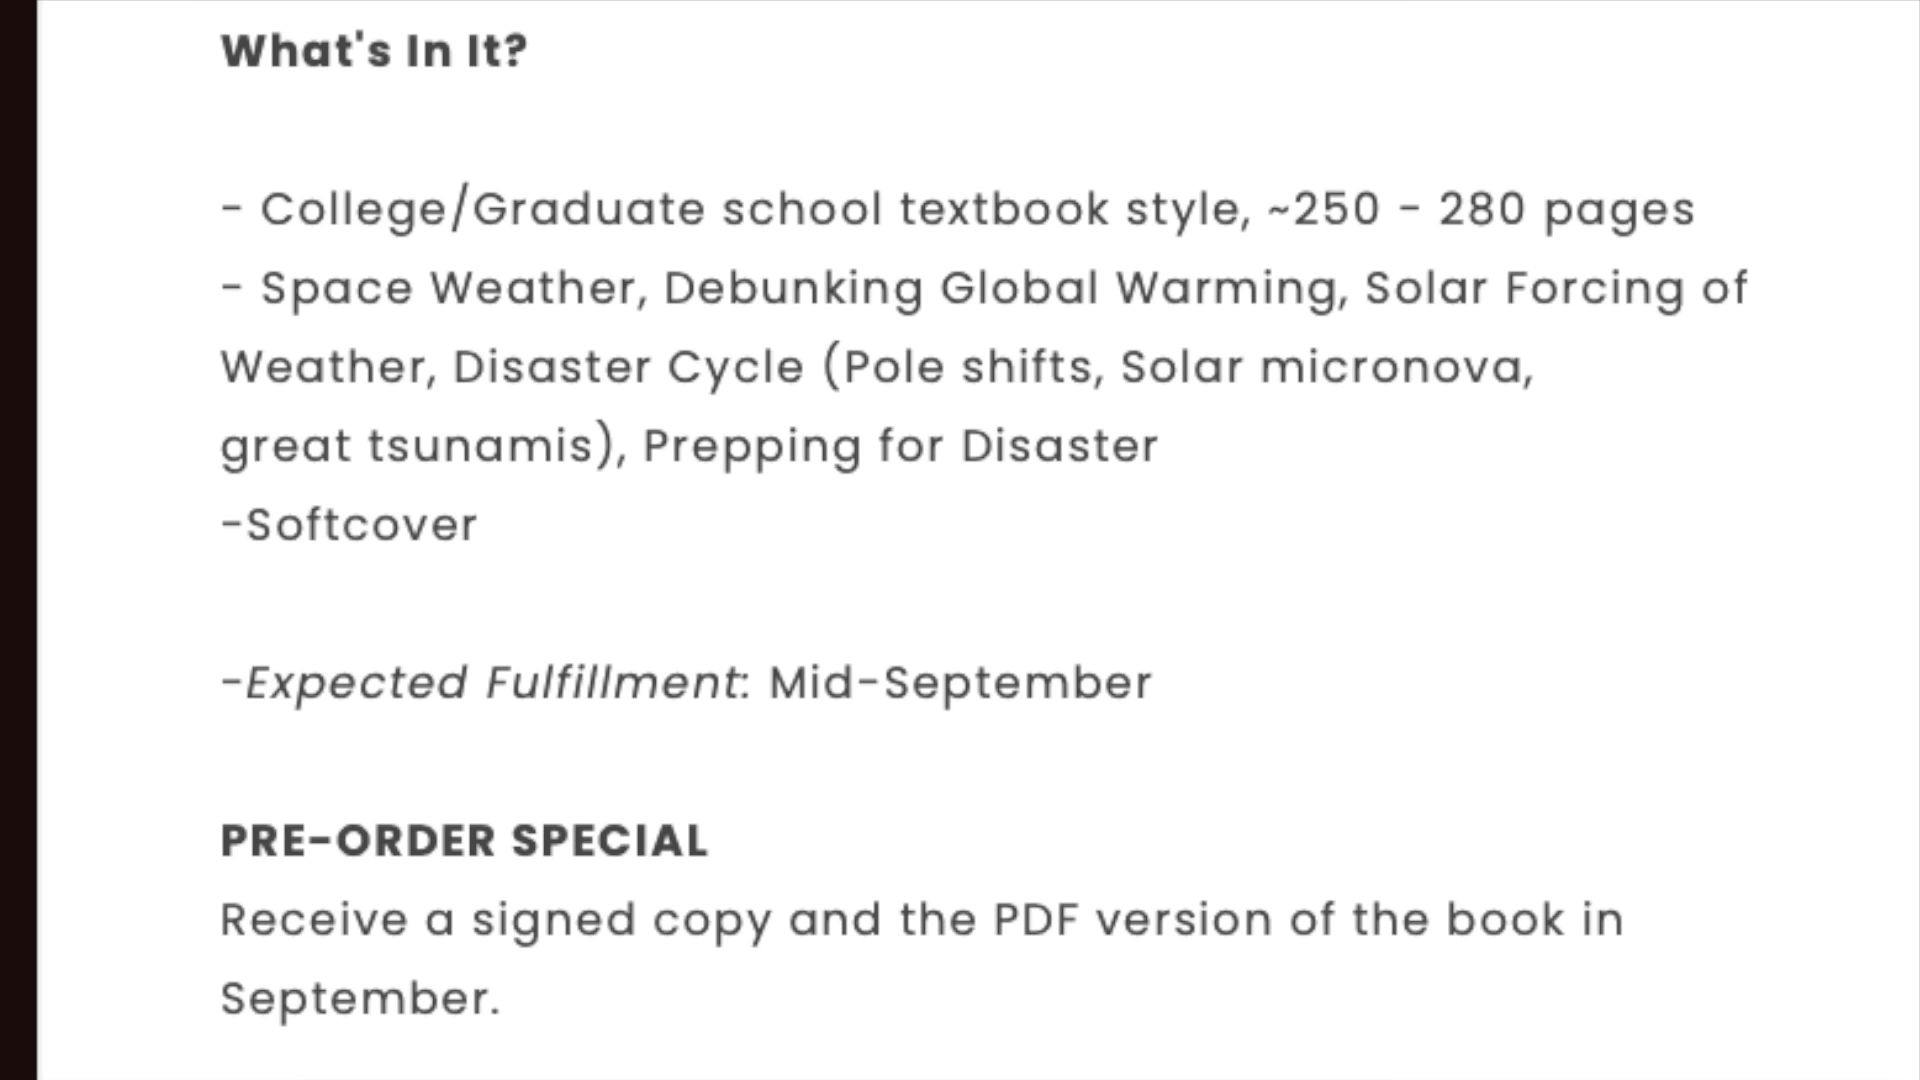 What's In It?
- College/Graduate school textbook style, ~250 - 280 pages
- Space Weather, Debunking Global Warming, Solar Forcing of
Weather, Disaster Cycle (Pole shifts, Solar micronova,
great tsunamis), Prepping for Disaster
-Softcover
-Expected Fulfillment: Mid-September
PRE-ORDER SPECIAL
Receive a signed copy and the PDF version of the book in
September.